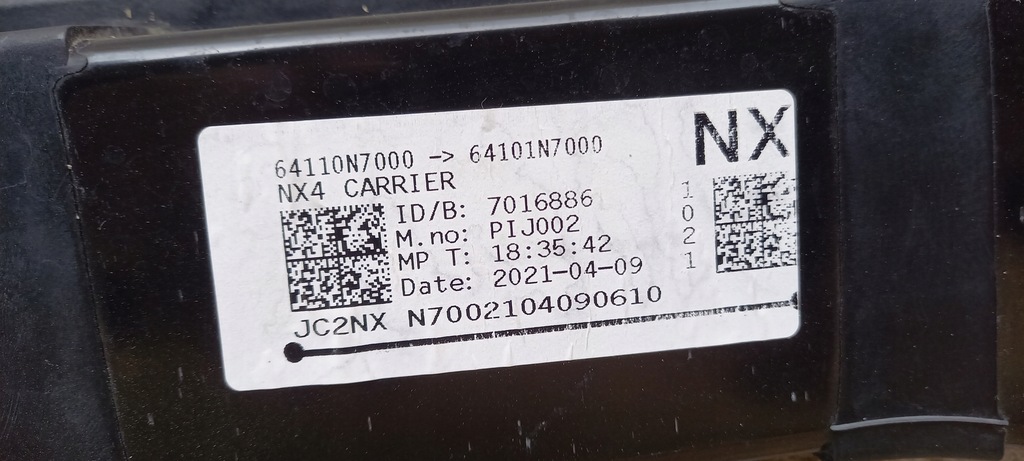 64110N7000 -> 64101N7000
NX
NX4 CARRIER
ID/B: 7016886
M.no: PIJ002
MP T: 18:35:42
Date: 2021-04-09
1
0
2
1
JC2NX N7002104090610